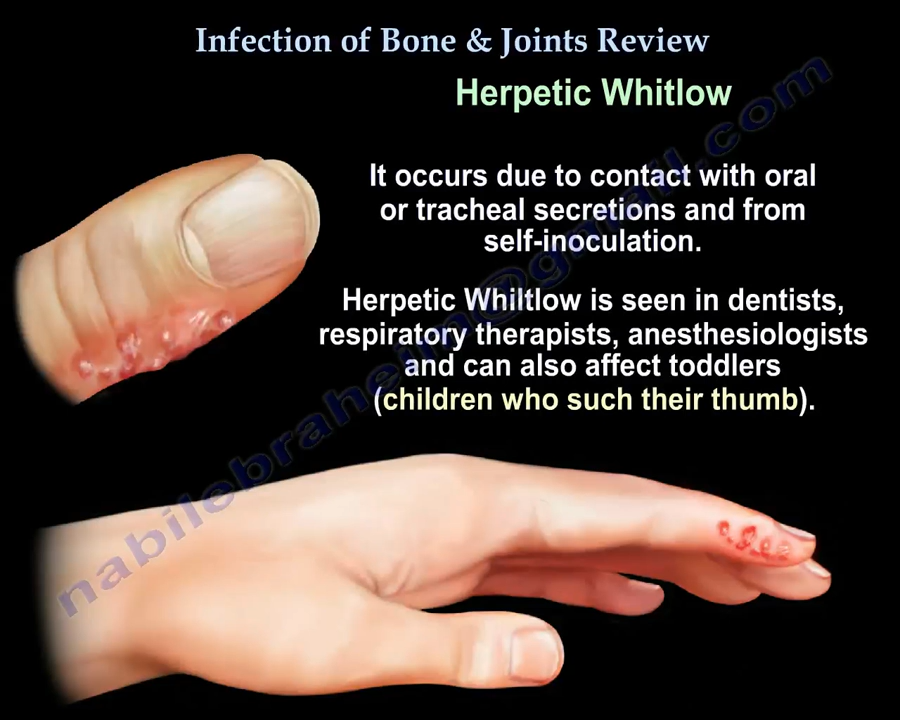 Infection of Bone & Joints Review
Herpetic Whitlow
It occurs due to contact with oral
or tracheal secretions and from
self-inoculation.
Herpetic Whiltlow is seen in dentists,
respiratory therapists, anesthesiologists
and can also affect toddlers
(children who such their thumb).
nabilebraheim@gmail.com